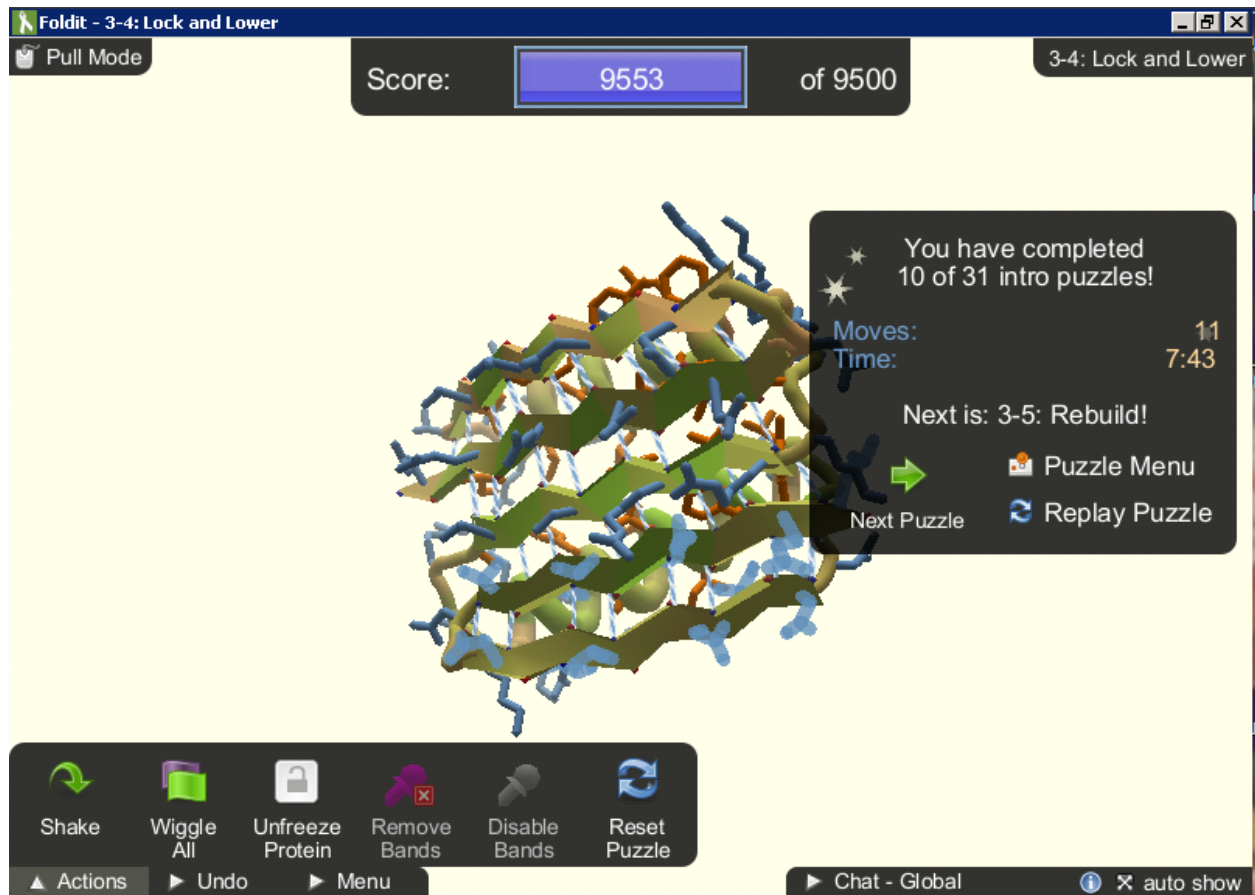 Foldit - 3-4: Lock and Lower
Pull Mode
Score: 9553 of 9500
3-4: Lock and Lower
You have completed
10 of 31 intro puzzles!
Moves: 11
Time: 7:43
Next is: 3-5: Rebuild!
Next Puzzle
Puzzle Menu
Replay Puzzle
Shake
Wiggle All
Unfreeze Protein
Remove Bands
Disable Bands
Reset Puzzle
Actions
Undo
Menu
Chat - Global
auto show